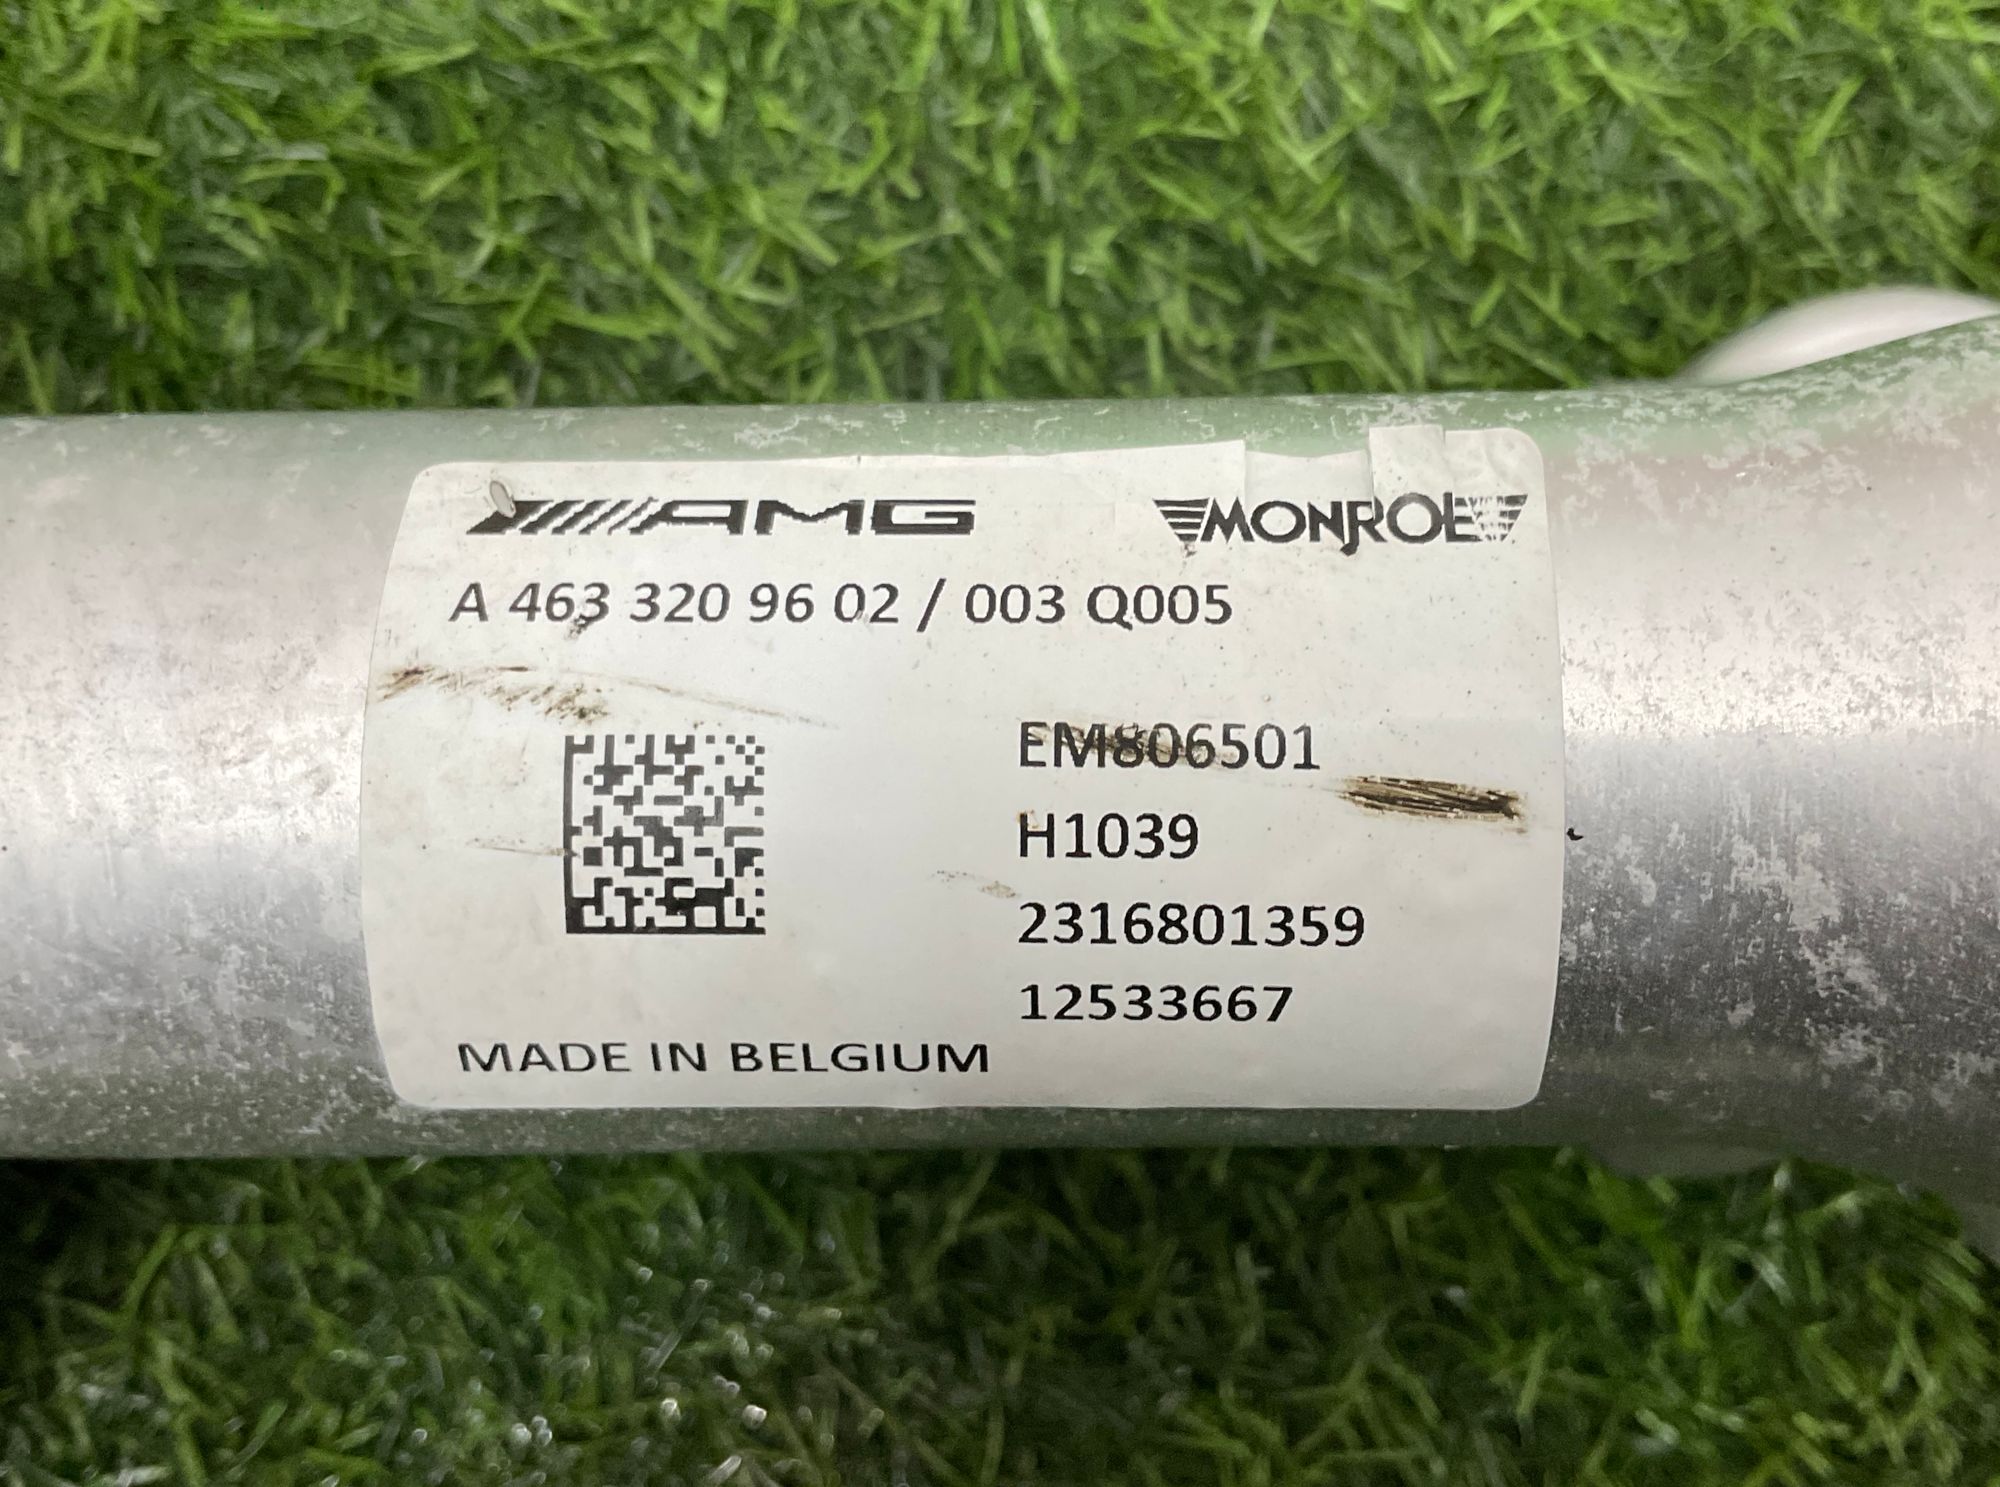 AMG MONROE
A 463 320 96 02 / 003 Q005
EM806501
H1039
2316801359
12533667
MADE IN BELGIUM